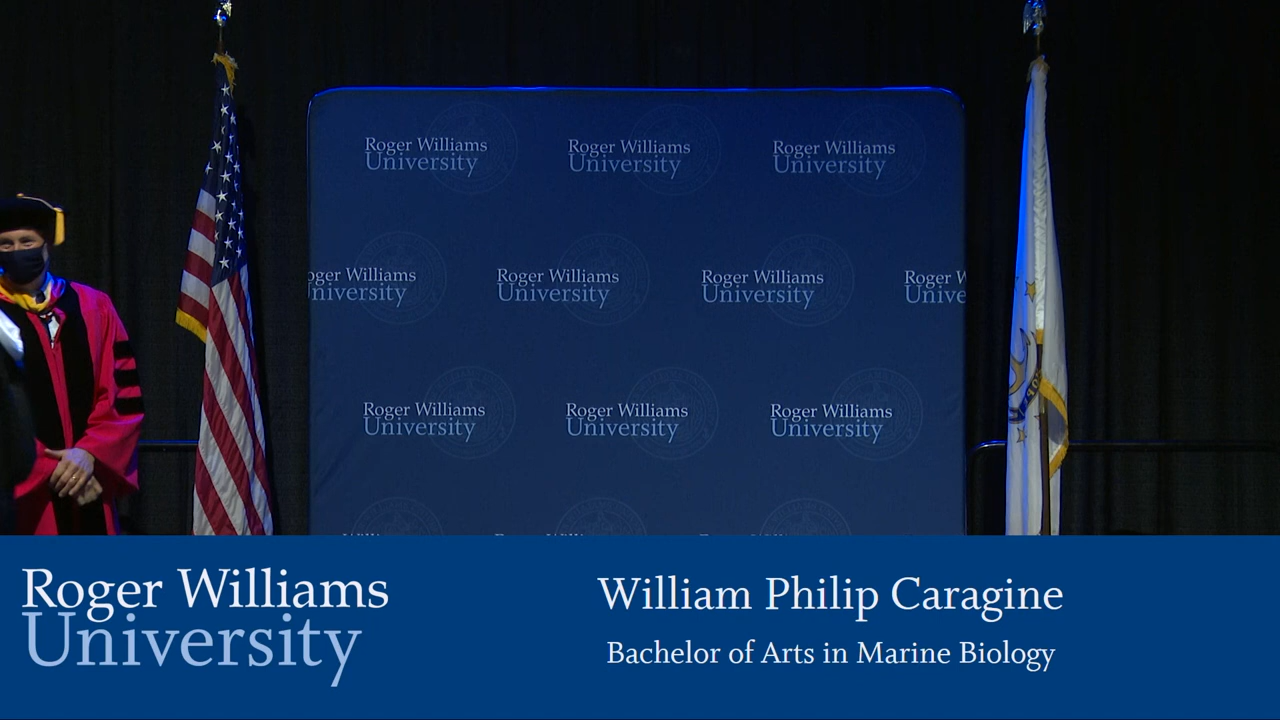 Roger Williams
University
Roger Williams
University
Roger Williams
University
oger Williams
University
Roger Williams
University
Roger Williams
University
Roger W
Unive
Roger Williams
University
Roger Williams
University
Roger Williams
University
Roger Williams
University
William Philip Caragine
Bachelor of Arts in Marine Biology